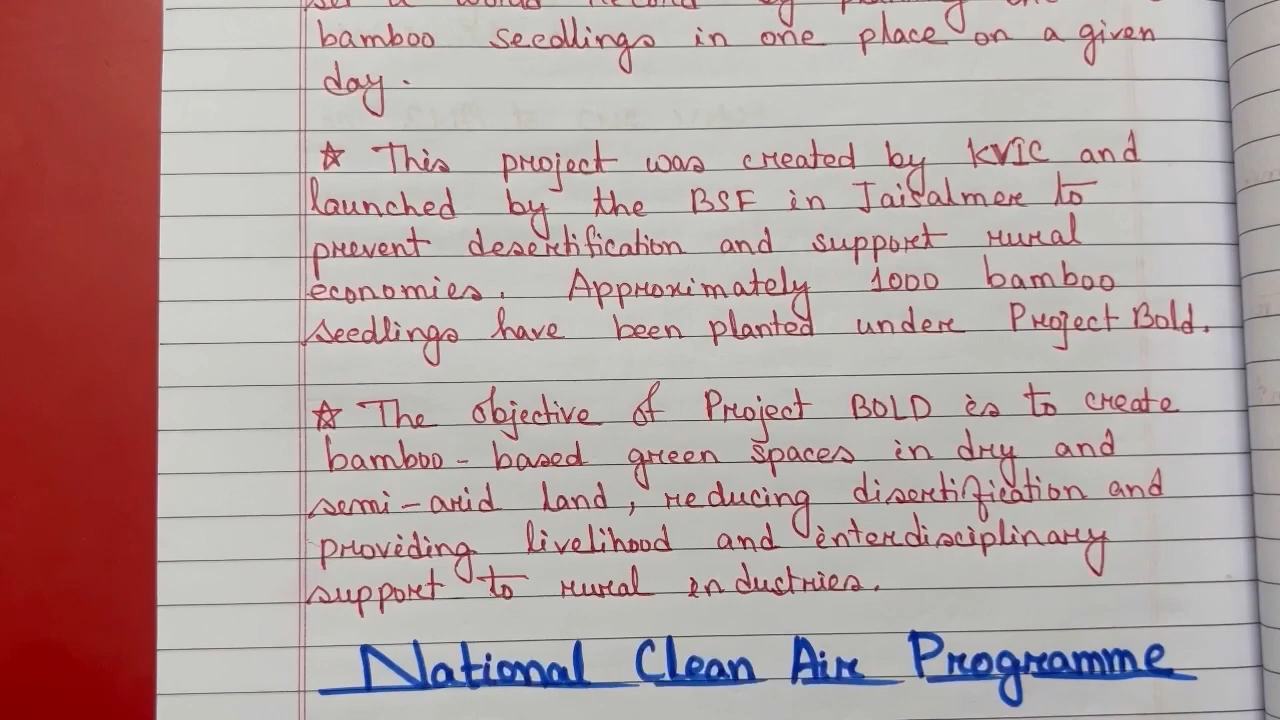 bamboo seedlings in one place on a given
day.
☆ This project was created by KVIC and
launched by the BSF in Jaisalmer to
prevent desertification and support rural
economies. Approximately 1000 bamboo
seedlings have been planted under Project Bold.
☆ The objective of Project BOLD is to create
bamboo-based green spaces in dry and
semi-arid land, reducing disertification and
providing livelihood and interdisciplinary
support to rural industries.
National Clean Air Programme